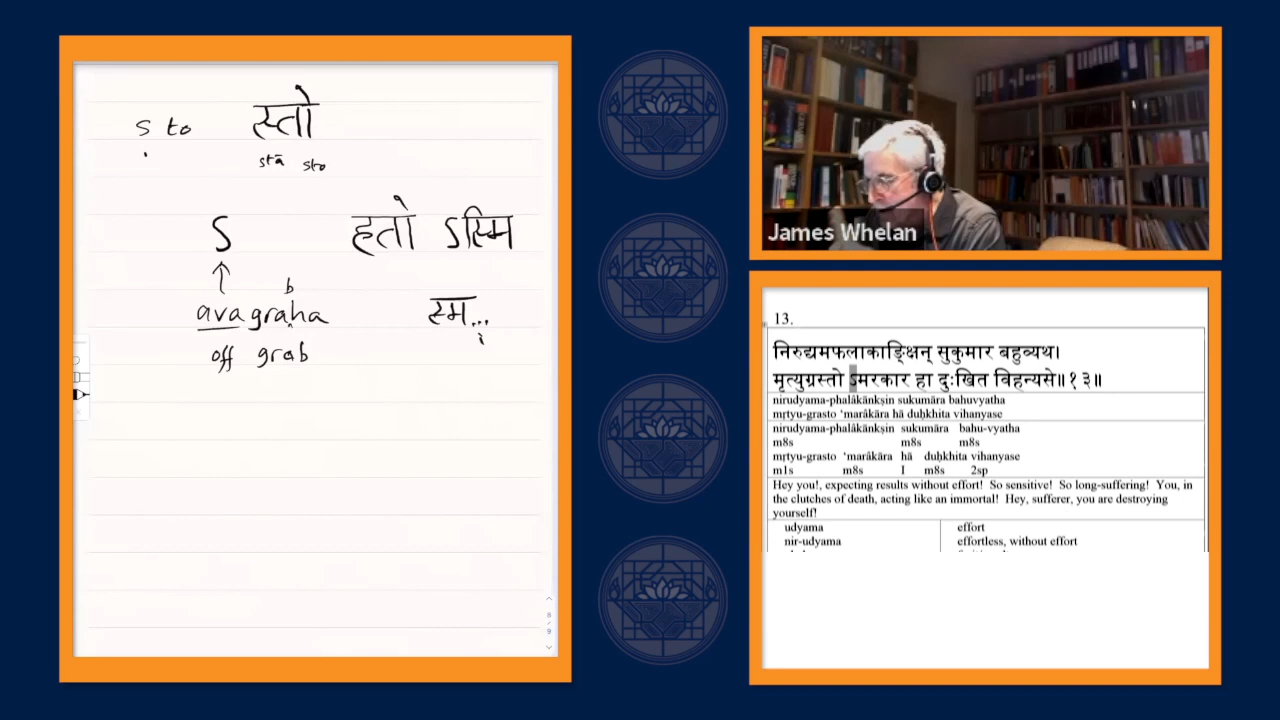 s to स्तो
stā sto
ऽ हतो ऽस्मि
b
avagraha स्म...
i
off grab
8
/
9
James Whelan
13.
निरुद्यमफलाकाङ्क्षिन् सुकुमार बहुव्यथ।
मृत्युग्रस्तो ऽमरकार हा दुःखित विहन्यसे॥१३॥
nirudyama-phalâkānkṣin sukumāra bahuvyatha
mṛtyu-grasto ‘marâkāra hā duḥkhita vihanyase
nirudyama-phalâkānkṣin sukumāra bahu-vyatha
m8s m8s m8s
mṛtyu-grasto ‘marâkāra hā duḥkhita vihanyase
m1s m8s I m8s 2sp
Hey you!, expecting results without effort! So sensitive! So long-suffering! You, in
the clutches of death, acting like an immortal! Hey, sufferer, you are destroying
yourself!
udyama effort
nir-udyama effortless, without effort